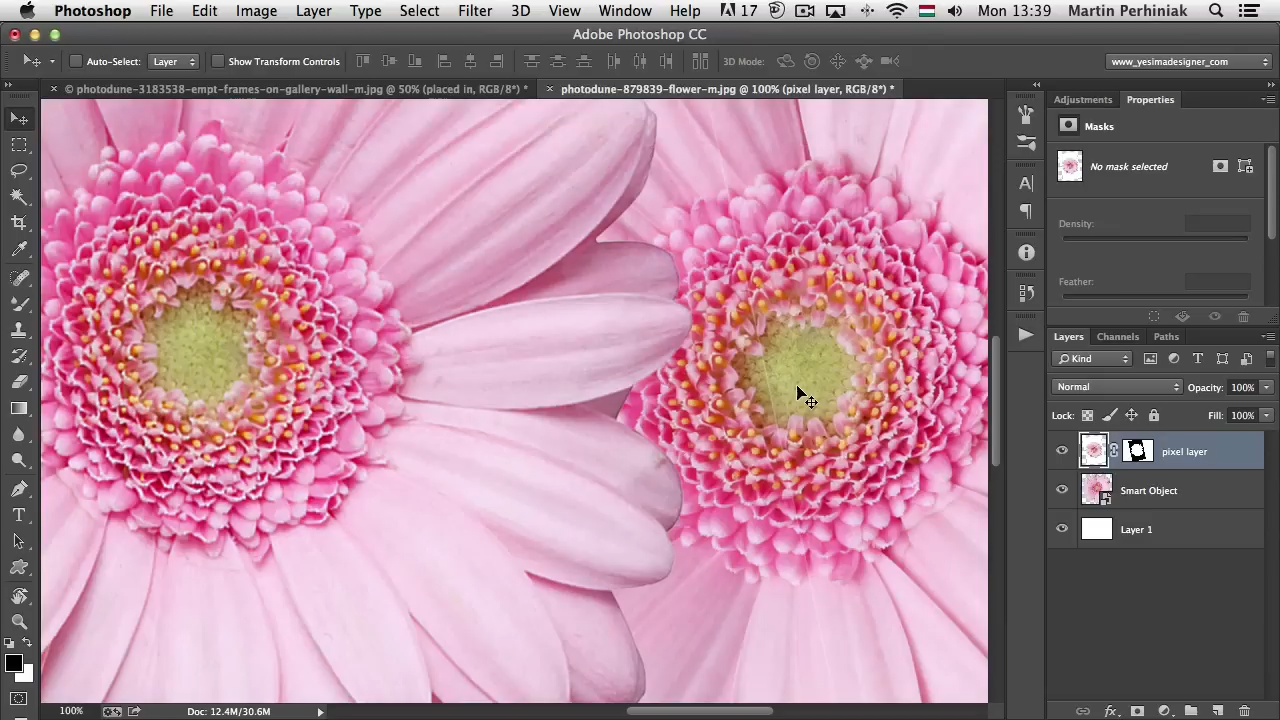 Photoshop File Edit Image Layer Type Select Filter 3D View Window Help 17 Mon 13:39 Martin Perhiniak
Adobe Photoshop CC
Auto-Select: Layer Show Transform Controls 3D Mode: www_yesimadesigner_com
© photodune-3183538-empt-frames-on-gallery-wall-m.jpg @ 50% (placed in, RGB/8*) *
photodune-879839-flower-m.jpg @ 100% (pixel layer, RGB/8*) *
Adjustments Properties
Masks
No mask selected
Density:
Feather:
Layers Channels Paths
Kind
Normal Opacity: 100%
Lock: Fill: 100%
pixel layer
Smart Object
Layer 1
100% Doc: 12.4M/30.6M